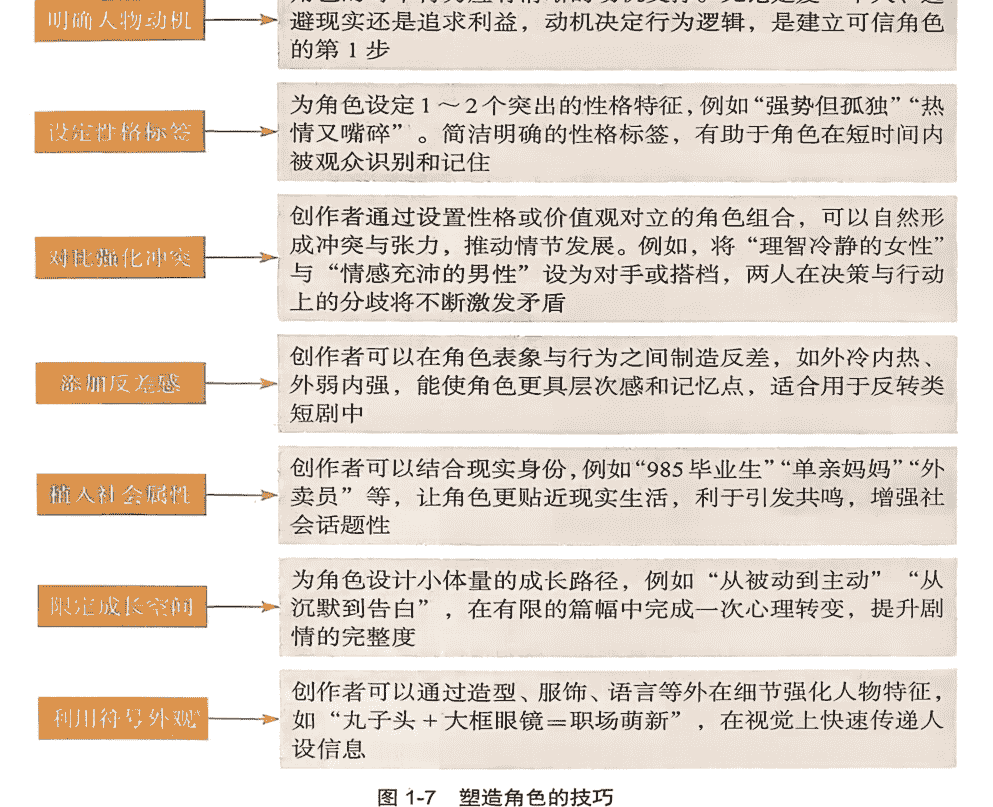 明确人物动机
避现实还是追求利益，动机决定行为逻辑，是建立可信角色
的第 1 步
设定性格标签
为角色设定 1～2 个突出的性格特征，例如“强势但孤独”“热
情又嘴碎”。简洁明确的性格标签，有助于角色在短时间内
被观众识别和记住
对比强化冲突
创作者通过设置性格或价值观对立的角色组合，可以自然形
成冲突与张力，推动情节发展。例如，将“理智冷静的女性”
与“情感充沛的男性”设为对手或搭档，两人在决策与行动
上的分歧将不断激发矛盾
添加反差感
创作者可以在角色表象与行为之间制造反差，如外冷内热、
外弱内强，能使角色更具层次感和记忆点，适合用于反转类
短剧中
植入社会属性
创作者可以结合现实身份，例如“985 毕业生”“单亲妈妈”“外
卖员”等，让角色更贴近现实生活，利于引发共鸣，增强社
会话题性
限定成长空间
为角色设计小体量的成长路径，例如“从被动到主动”“从
沉默到告白”，在有限的篇幅中完成一次心理转变，提升剧
情的完整度
利用符号外观
创作者可以通过造型、服饰、语言等外在细节强化人物特征，
如“丸子头＋大框眼镜＝职场萌新”，在视觉上快速传递人
设信息
图 1-7 塑造角色的技巧